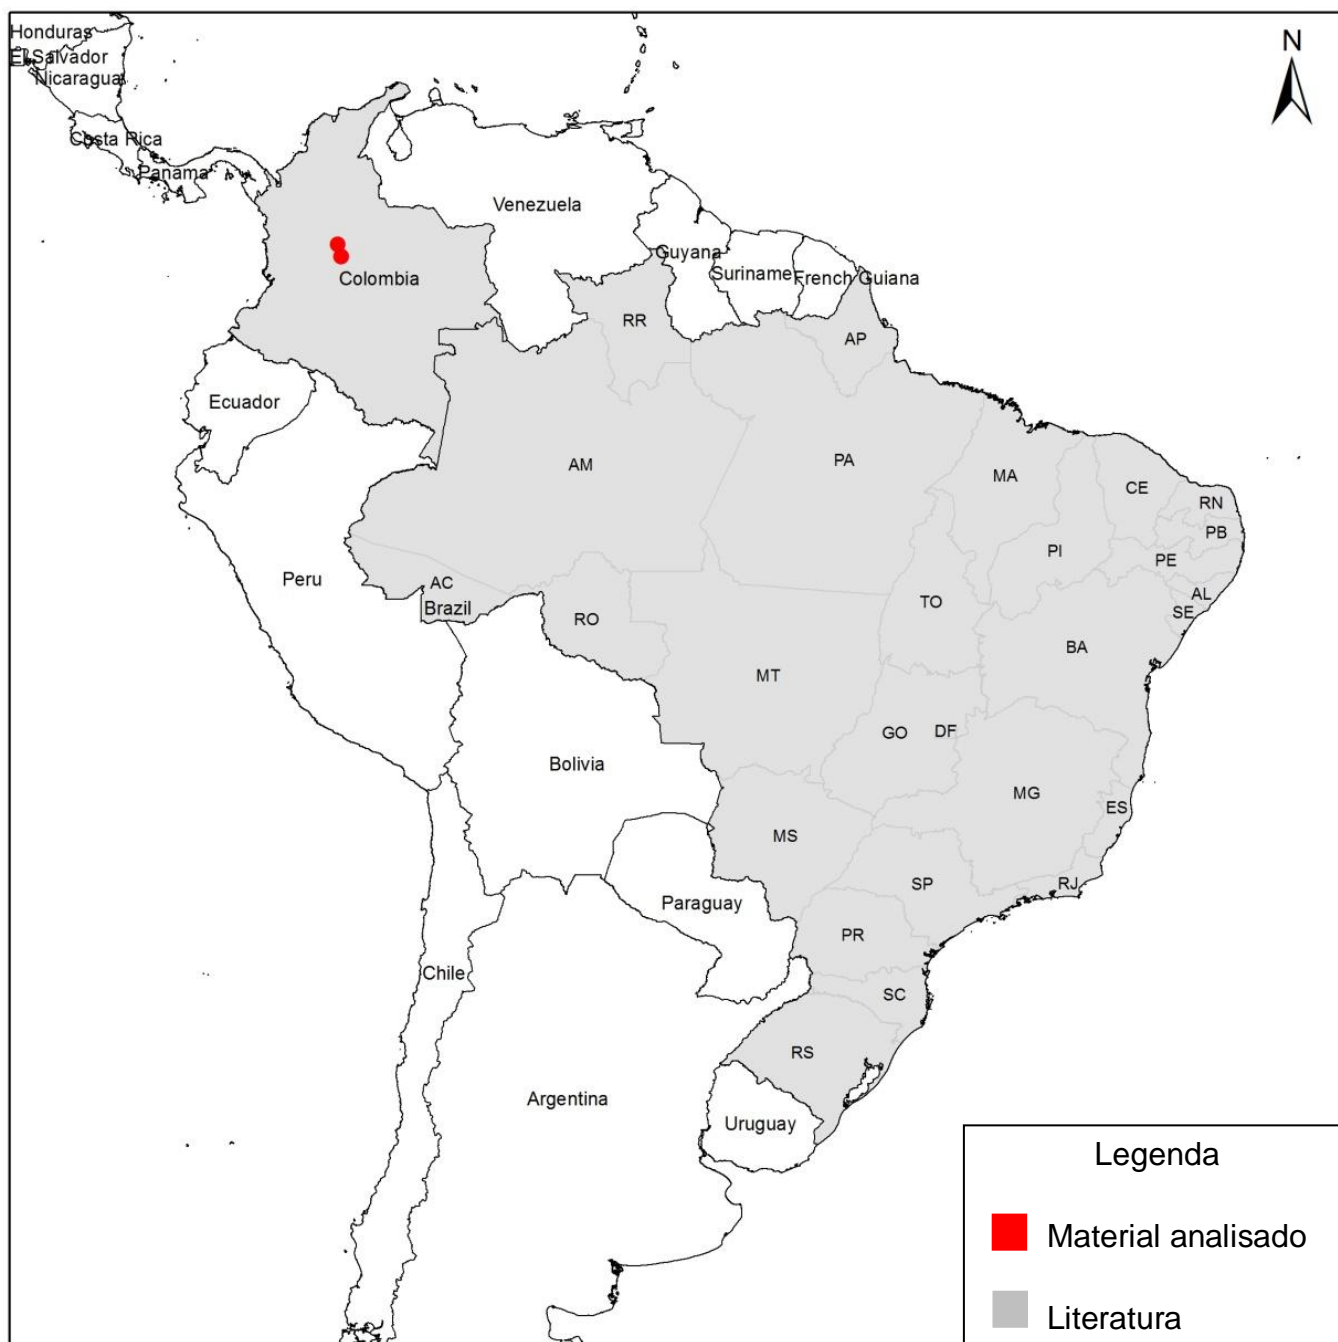 Honduras
El Salvador
Nicaragua
Costa Rica
Panama
N
Venezuela
Guyana
Suriname
French Guiana
Colombia
RR
AP
Ecuador
AM
PA
MA
CE
RN
PB
PI
PE
AL
SE
Peru
AC
Brazil
RO
TO
BA
MT
GO
DF
Bolivia
MG
ES
MS
SP
RJ
Paraguay
PR
Chile
SC
RS
Argentina
Uruguay
Legenda
Material analisado
Literatura